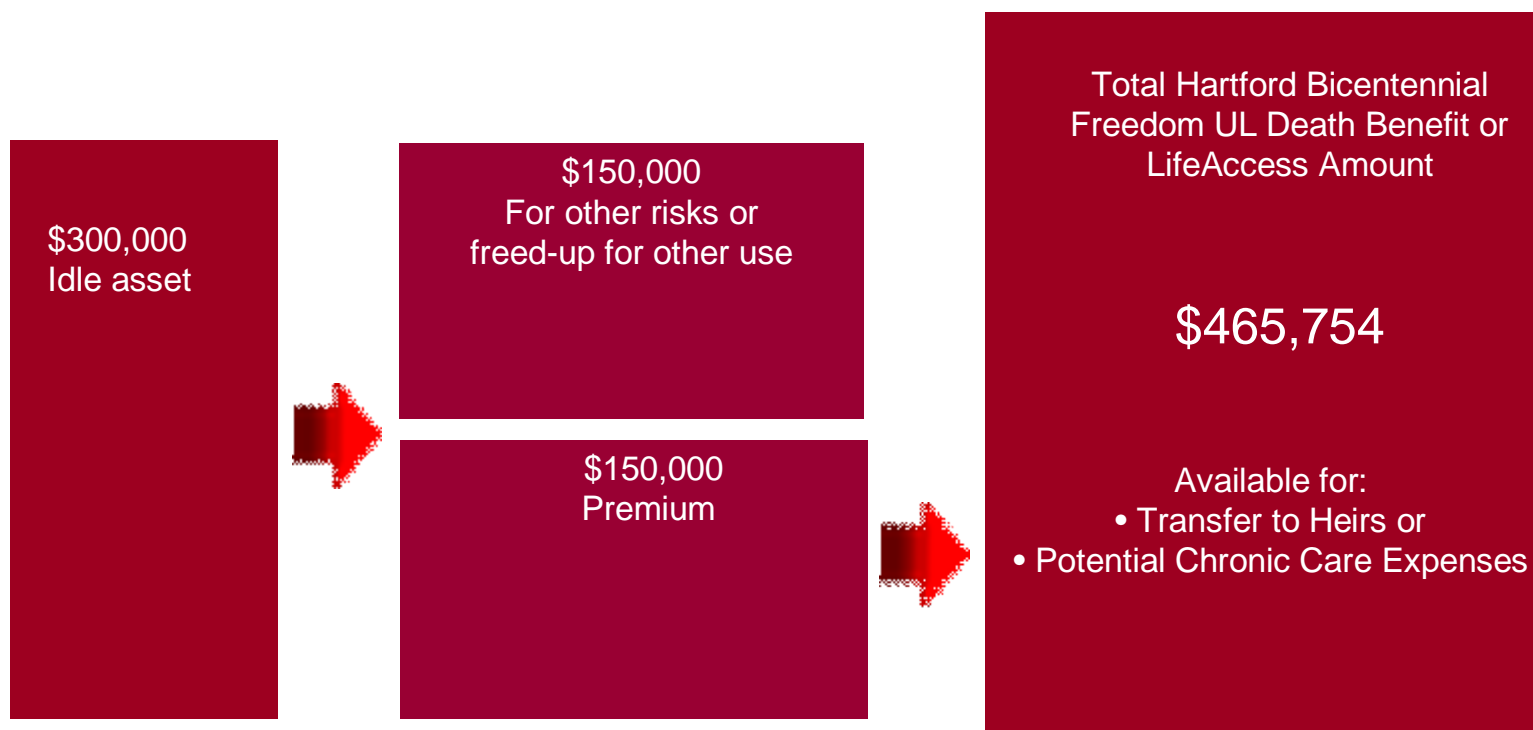 $300,000
Idle asset
$150,000
For other risks or
freed-up for other use
$150,000
Premium
Total Hartford Bicentennial
Freedom UL Death Benefit or
LifeAccess Amount
$465,754
Available for:
• Transfer to Heirs or
• Potential Chronic Care Expenses